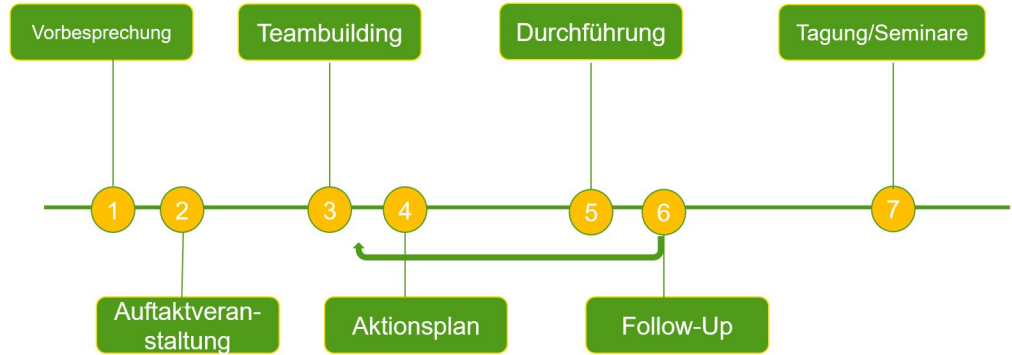 Vorbesprechung
Teambuilding
Durchführung
Tagung/Seminare
1
2
3
4
5
6
7
Auftaktveran-
staltung
Aktionsplan
Follow-Up